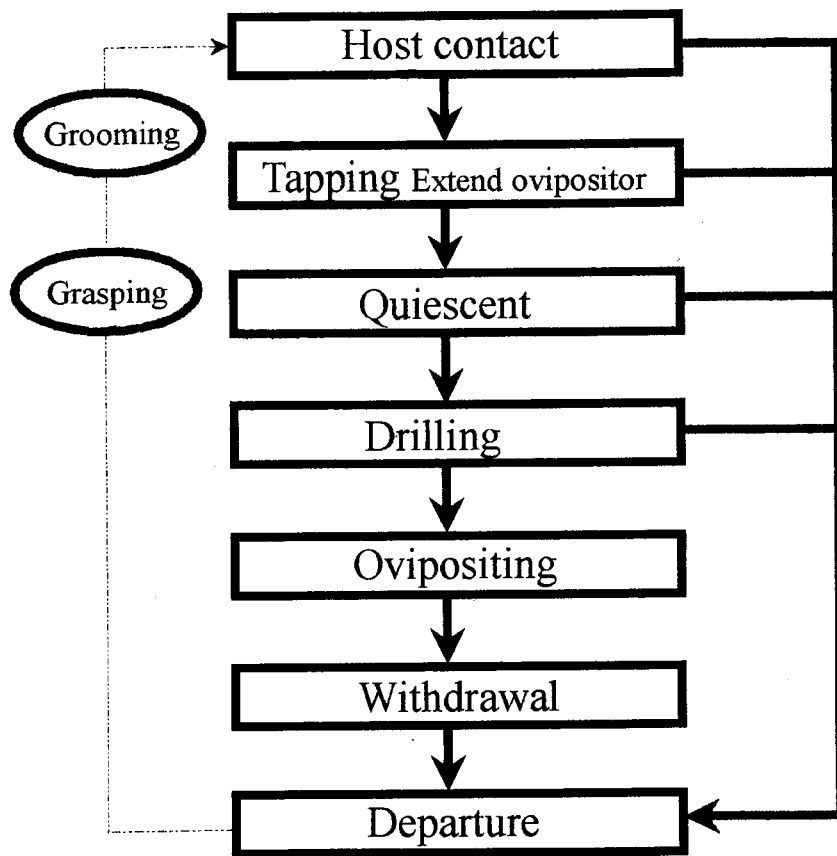 Host contact
Grooming
Tapping Extend ovipositor
Grasping
Quiescent
Drilling
Ovipositing
Withdrawal
Departure